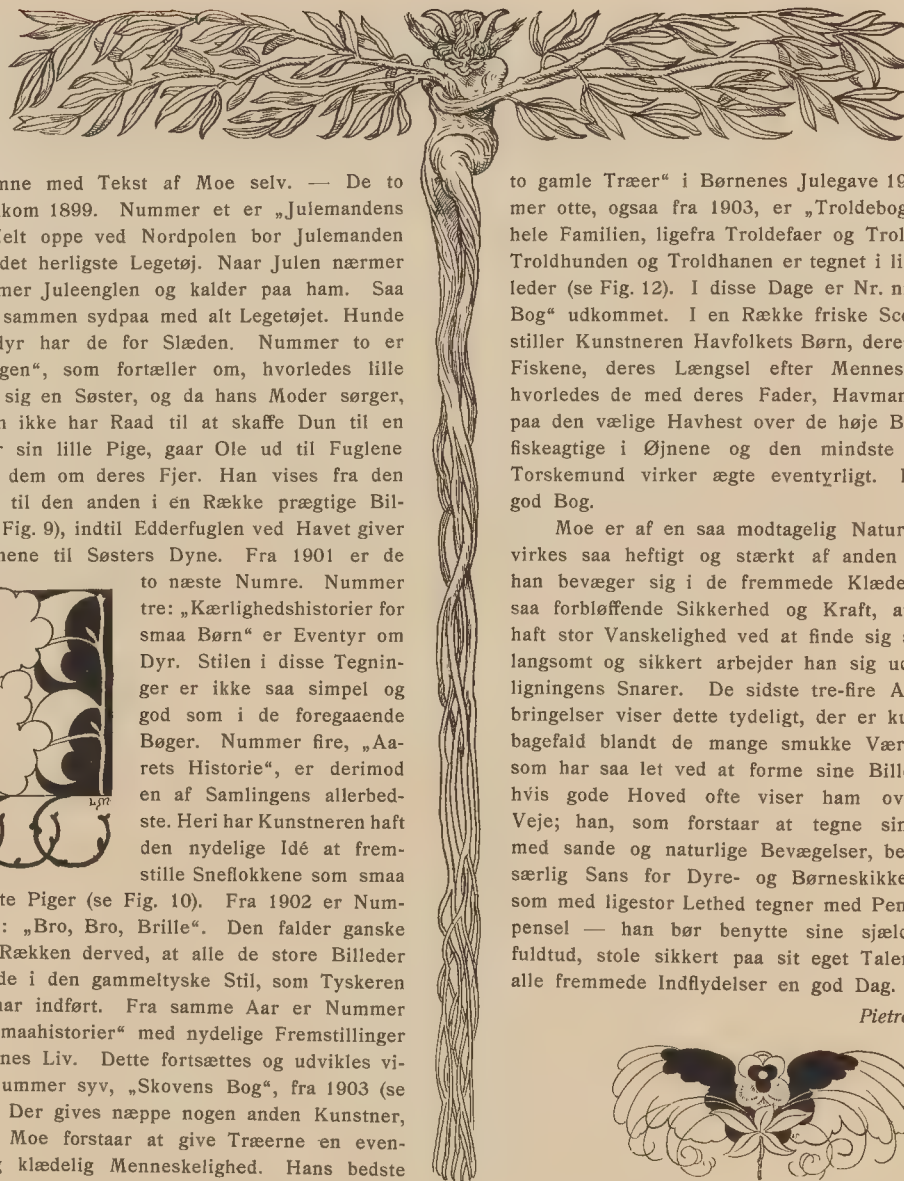 nne med Tekst af Moe selv. — De to
kom 1899. Nummer et er „Julemandens
elt oppe ved Nordpolen bor Julemanden
det herligste Legetøj. Naar Julen nærmer
mer Juleenglen og kalder paa ham. Saa
sammen sydpaa med alt Legetøjet. Hunde
dyr har de for Slæden. Nummer to er
gen“, som fortæller om, hvorledes lille
sig en Søster, og da hans Moder sørger,
n ikke har Raad til at skaffe Dun til en
r sin lille Pige, gaar Ole ud til Fuglene
dem om deres Fjer. Han vises fra den
til den anden i en Række prægtige Bil-
Fig. 9), indtil Edderfuglen ved Havet giver
nene til Søsters Dyne. Fra 1901 er de
to næste Numre. Nummer
tre: „Kærlighedshistorier for
smaa Børn“ er Eventyr om
Dyr. Stilen i disse Tegnin-
ger er ikke saa simpel og
god som i de foregaaende
Bøger. Nummer fire, „Aa-
rets Historie“, er derimod
en af Samlingens allerbed-
ste. Heri har Kunstneren haft
den nydelige Idé at frem-
stille Sneflokkene som smaa
te Piger (se Fig. 10). Fra 1902 er Num-
: „Bro, Bro, Brille“. Den falder ganske
Rækken derved, at alle de store Billeder
de i den gammeltyske Stil, som Tyskeren
har indført. Fra samme Aar er Nummer
maahistorier“ med nydelige Fremstillinger
nes Liv. Dette fortsættes og udvikles vi-
ummer syv, „Skovens Bog“, fra 1903 (se
Der gives næppe nogen anden Kunstner,
Moe forstaar at give Træerne en even-
g klædelig Menneskelighed. Hans bedste
to gamle Træer“ i Børnenes Julegave 19
mer otte, ogsaa fra 1903, er „Troldebog
hele Familien, ligefra Troldefaer og Trol
Troldhunden og Troldhanen er tegnet i li
leder (se Fig. 12). I disse Dage er Nr. n
Bog“ udkommet. I en Række friske Sce
stiller Kunstneren Havfolkets Børn, dere
Fiskene, deres Længsel efter Mennes
hvorledes de med deres Fader, Havman
paa den vælige Havhest over de høje B
fiskeagtige i Øjnene og den mindste
Torskemund virker ægte eventyrligt.
god Bog.
Moe er af en saa modtagelig Natur
virkes saa heftigt og stærkt af anden
han bevæger sig i de fremmede Klæde
saa forbløffende Sikkerhed og Kraft, a
haft stor Vanskelighed ved at finde sig s
langsomt og sikkert arbejder han sig ud
ligningens Snarer. De sidste tre-fire A
bringelser viser dette tydeligt, der er ku
bagefald blandt de mange smukke Vær
som har saa let ved at forme sine Bille
hvis gode Hoved ofte viser ham ov
Veje; han, som forstaar at tegne sin
med sande og naturlige Bevægelser, be
særlig Sans for Dyre- og Børneskikke
som med ligestor Lethed tegner med Pen
pensel — han bør benytte sine sjæld
fuldtud, stole sikkert paa sit eget Talen
alle fremmede Indflydelser en god Dag.
Pietro